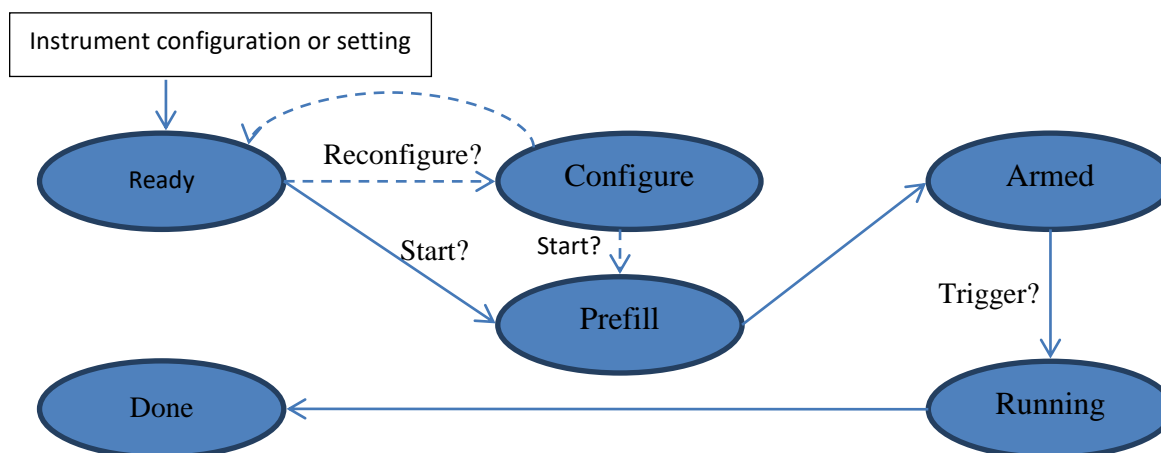 Instrument configuration or setting
Reconfigure?
Ready
Configure
Armed
Start?
Start?
Prefill
Trigger?
Done
Running